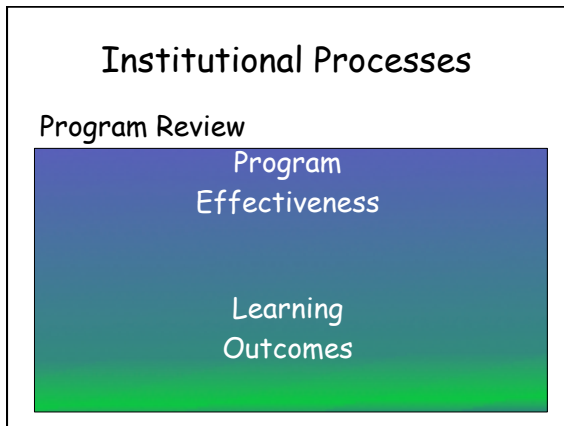 Institutional Processes
Program Review
Program
Effectiveness
Learning
Outcomes